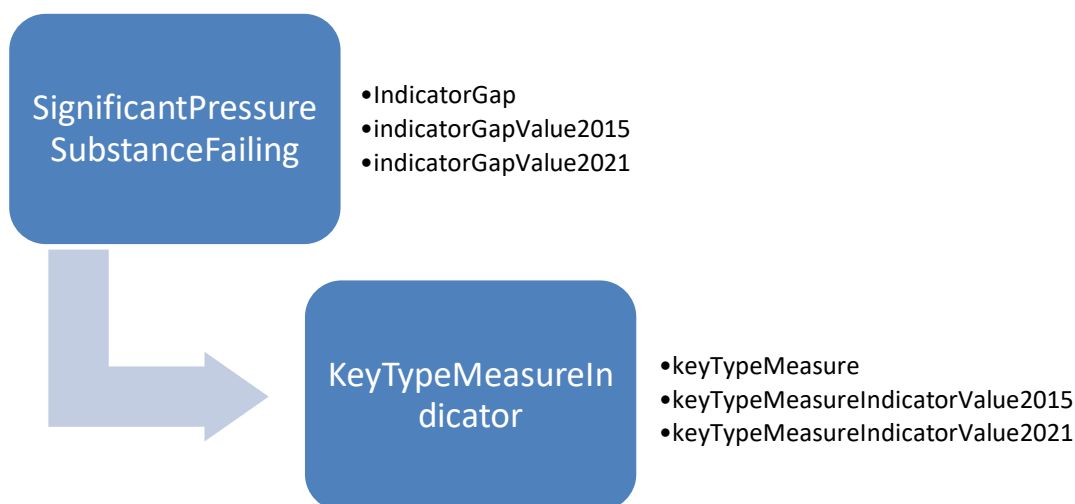 SignificantPressure
SubstanceFailing
•IndicatorGap
•indicatorGapValue2015
•indicatorGapValue2021
KeyTypeMeasureIn
dicator
•keyTypeMeasure
•keyTypeMeasureIndicatorValue2015
•keyTypeMeasureIndicatorValue2021